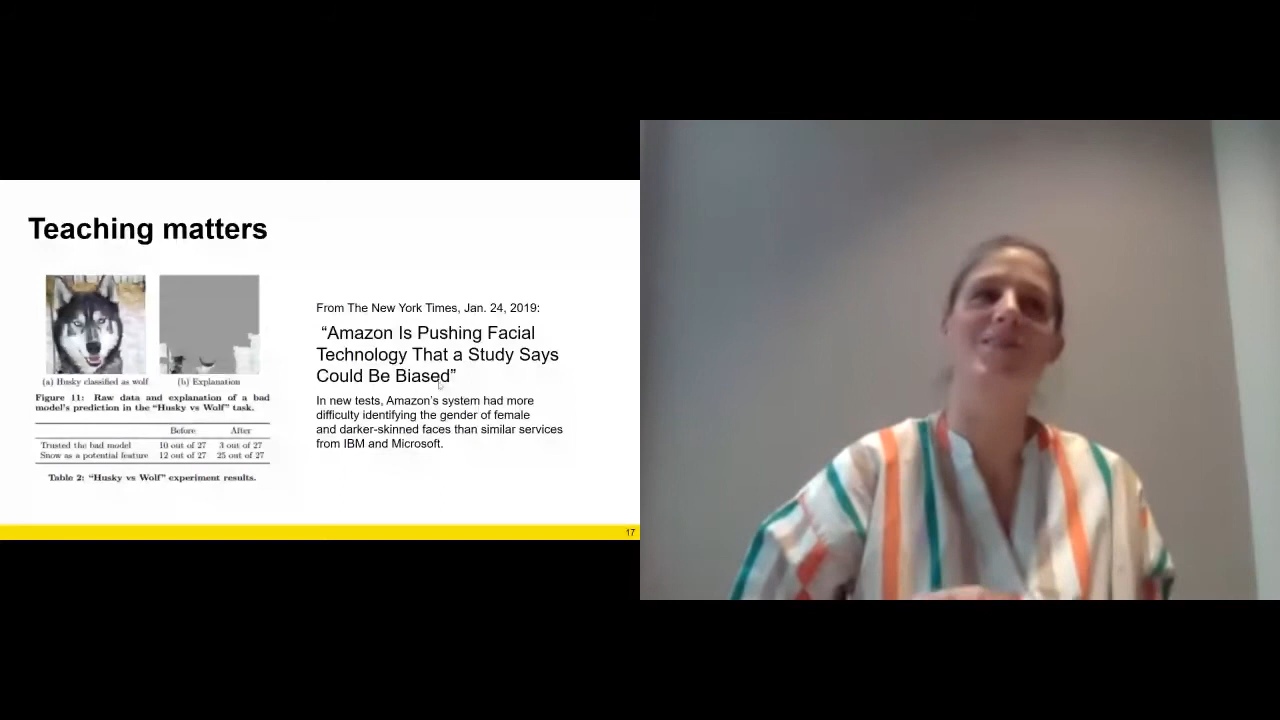 Teaching matters
(a) Husky classified as wolf
(b) Explanation
Figure 11: Raw data and explanation of a bad
model's prediction in the "Husky vs Wolf" task.
Before After
Trusted the bad model 10 out of 27 3 out of 27
Snow as a potential feature 12 out of 27 25 out of 27
Table 2: "Husky vs Wolf" experiment results.
From The New York Times, Jan. 24, 2019:
“Amazon Is Pushing Facial
Technology That a Study Says
Could Be Biased”
In new tests, Amazon’s system had more
difficulty identifying the gender of female
and darker-skinned faces than similar services
from IBM and Microsoft.
17